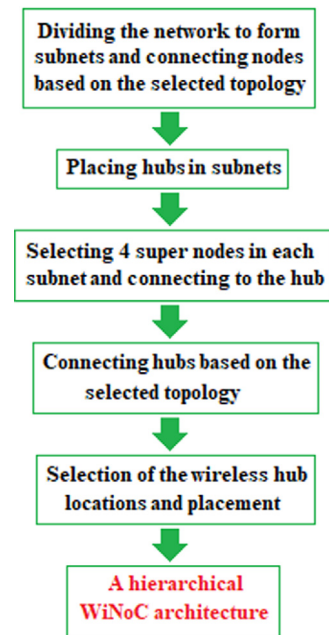 Dividing the network to form
subnets and connecting nodes
based on the selected topology
Placing hubs in subnets
Selecting 4 super nodes in each
subnet and connecting to the hub
Connecting hubs based on the
selected topology
Selection of the wireless hub
locations and placement
A hierarchical
WiNoC architecture